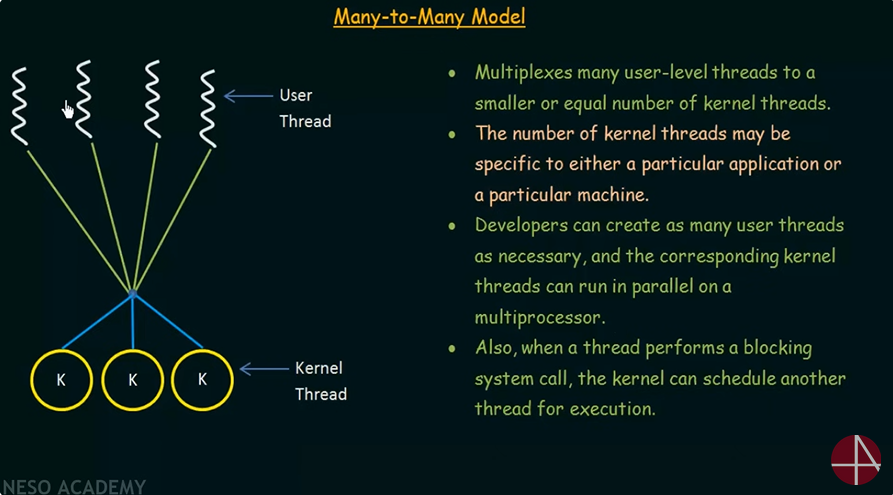 Many-to-Many Model
User
Thread
K
K
K
Kernel
Thread
Multiplexes many user-level threads to a
smaller or equal number of kernel threads.
The number of kernel threads may be
specific to either a particular application or
a particular machine.
Developers can create as many user threads
as necessary, and the corresponding kernel
threads can run in parallel on a
multiprocessor.
Also, when a thread performs a blocking
system call, the kernel can schedule another
thread for execution.
NESO ACADEMY